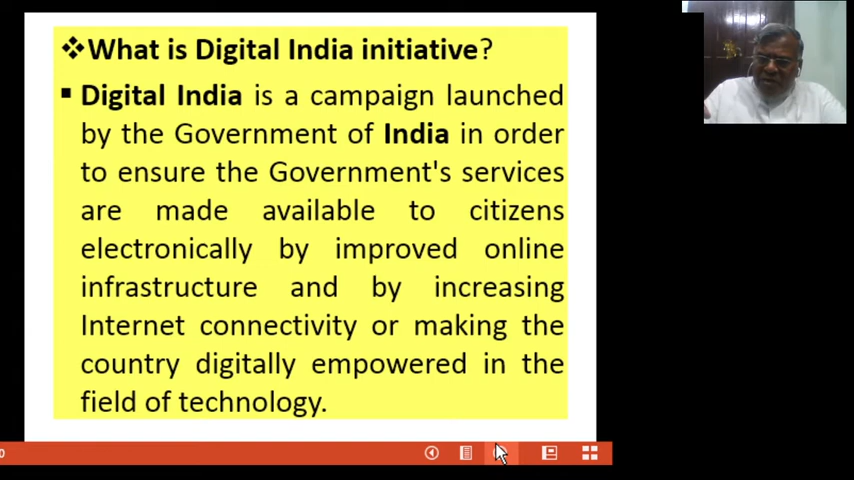 ❖What is Digital India initiative?
▪ Digital India is a campaign launched
by the Government of India in order
to ensure the Government's services
are made available to citizens
electronically by improved online
infrastructure and by increasing
Internet connectivity or making the
country digitally empowered in the
field of technology.
0